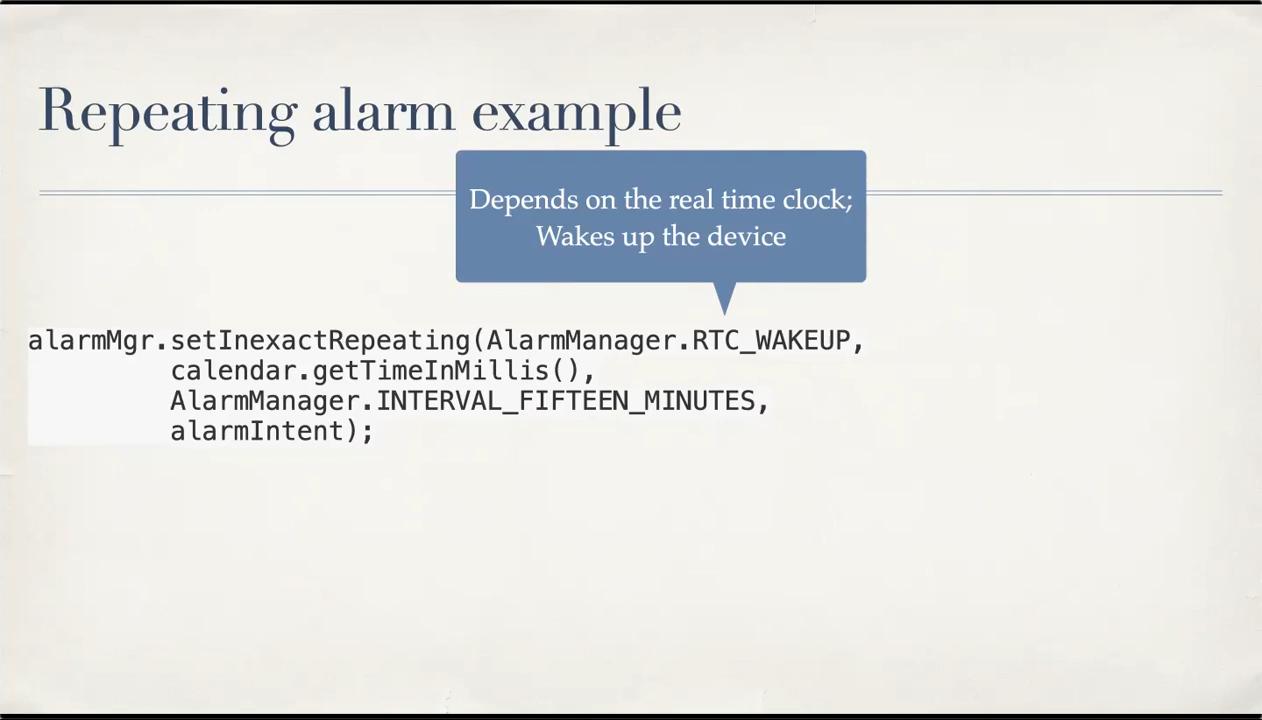 Repeating alarm example
Depends on the real time clock;
Wakes up the device
alarmMgr.setInexactRepeating(AlarmManager.RTC_WAKEUP,
calendar.getTimeInMillis(),
AlarmManager.INTERVAL_FIFTEEN_MINUTES,
alarmIntent);